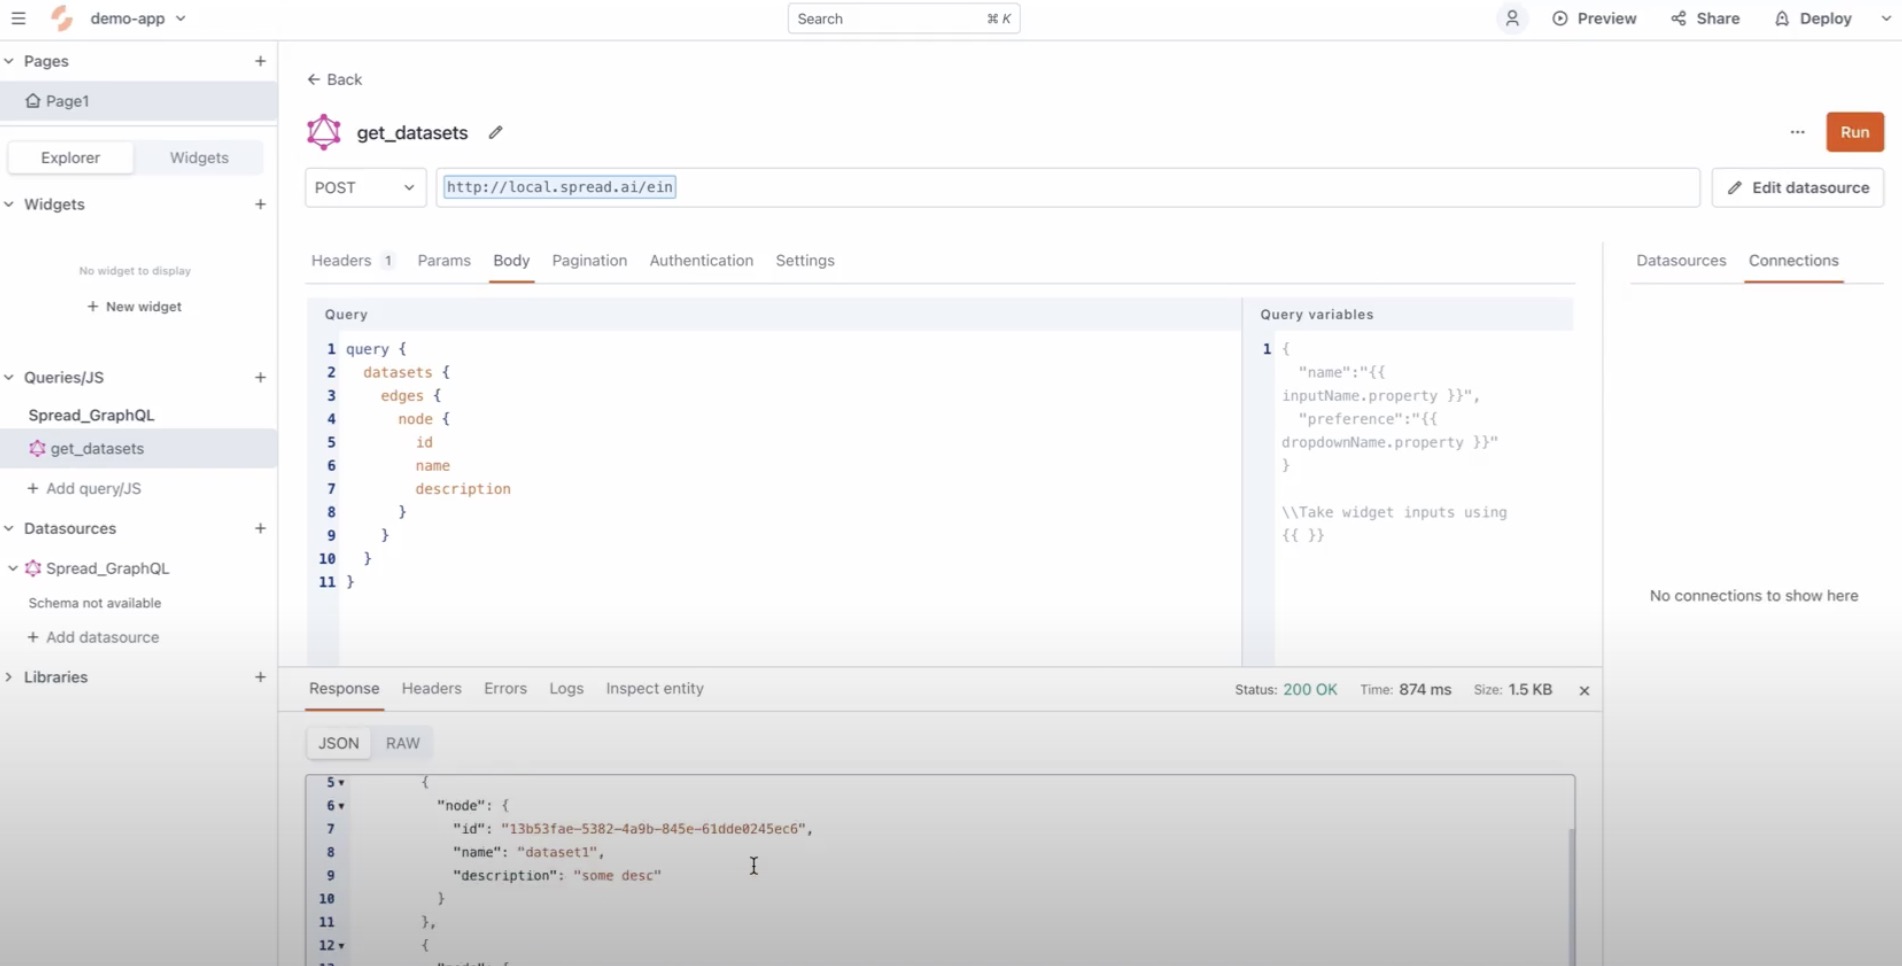 demo-app
Search ⌘ K
Preview
Share
Deploy
Pages
+
Page1
Explorer
Widgets
Widgets
+
No widget to display
+ New widget
Queries/JS
+
Spread_GraphQL
get_datasets
+ Add query/JS
Datasources
+
Spread_GraphQL
Schema not available
+ Add datasource
Libraries
+
← Back
get_datasets
...
Run
POST
http://local.spread.ai/ein
Edit datasource
Headers 1
Params
Body
Pagination
Authentication
Settings
Query
1 query {
2 datasets {
3 edges {
4 node {
5 id
6 name
7 description
8 }
9 }
10 }
11 }
Query variables
1 {
"name":"{{
inputName.property }}",
"preference":"{{
dropdownName.property }}"
}
\\Take widget inputs using
{{ }}
Datasources
Connections
No connections to show here
Response
Headers
Errors
Logs
Inspect entity
Status: 200 OK
Time: 874 ms
Size: 1.5 KB
JSON
RAW
5 {
6 "node": {
7 "id": "13b53fae-5382-4a9b-845e-61dde0245ec6",
8 "name": "dataset1",
9 "description": "some desc"
10 }
11 },
12 {